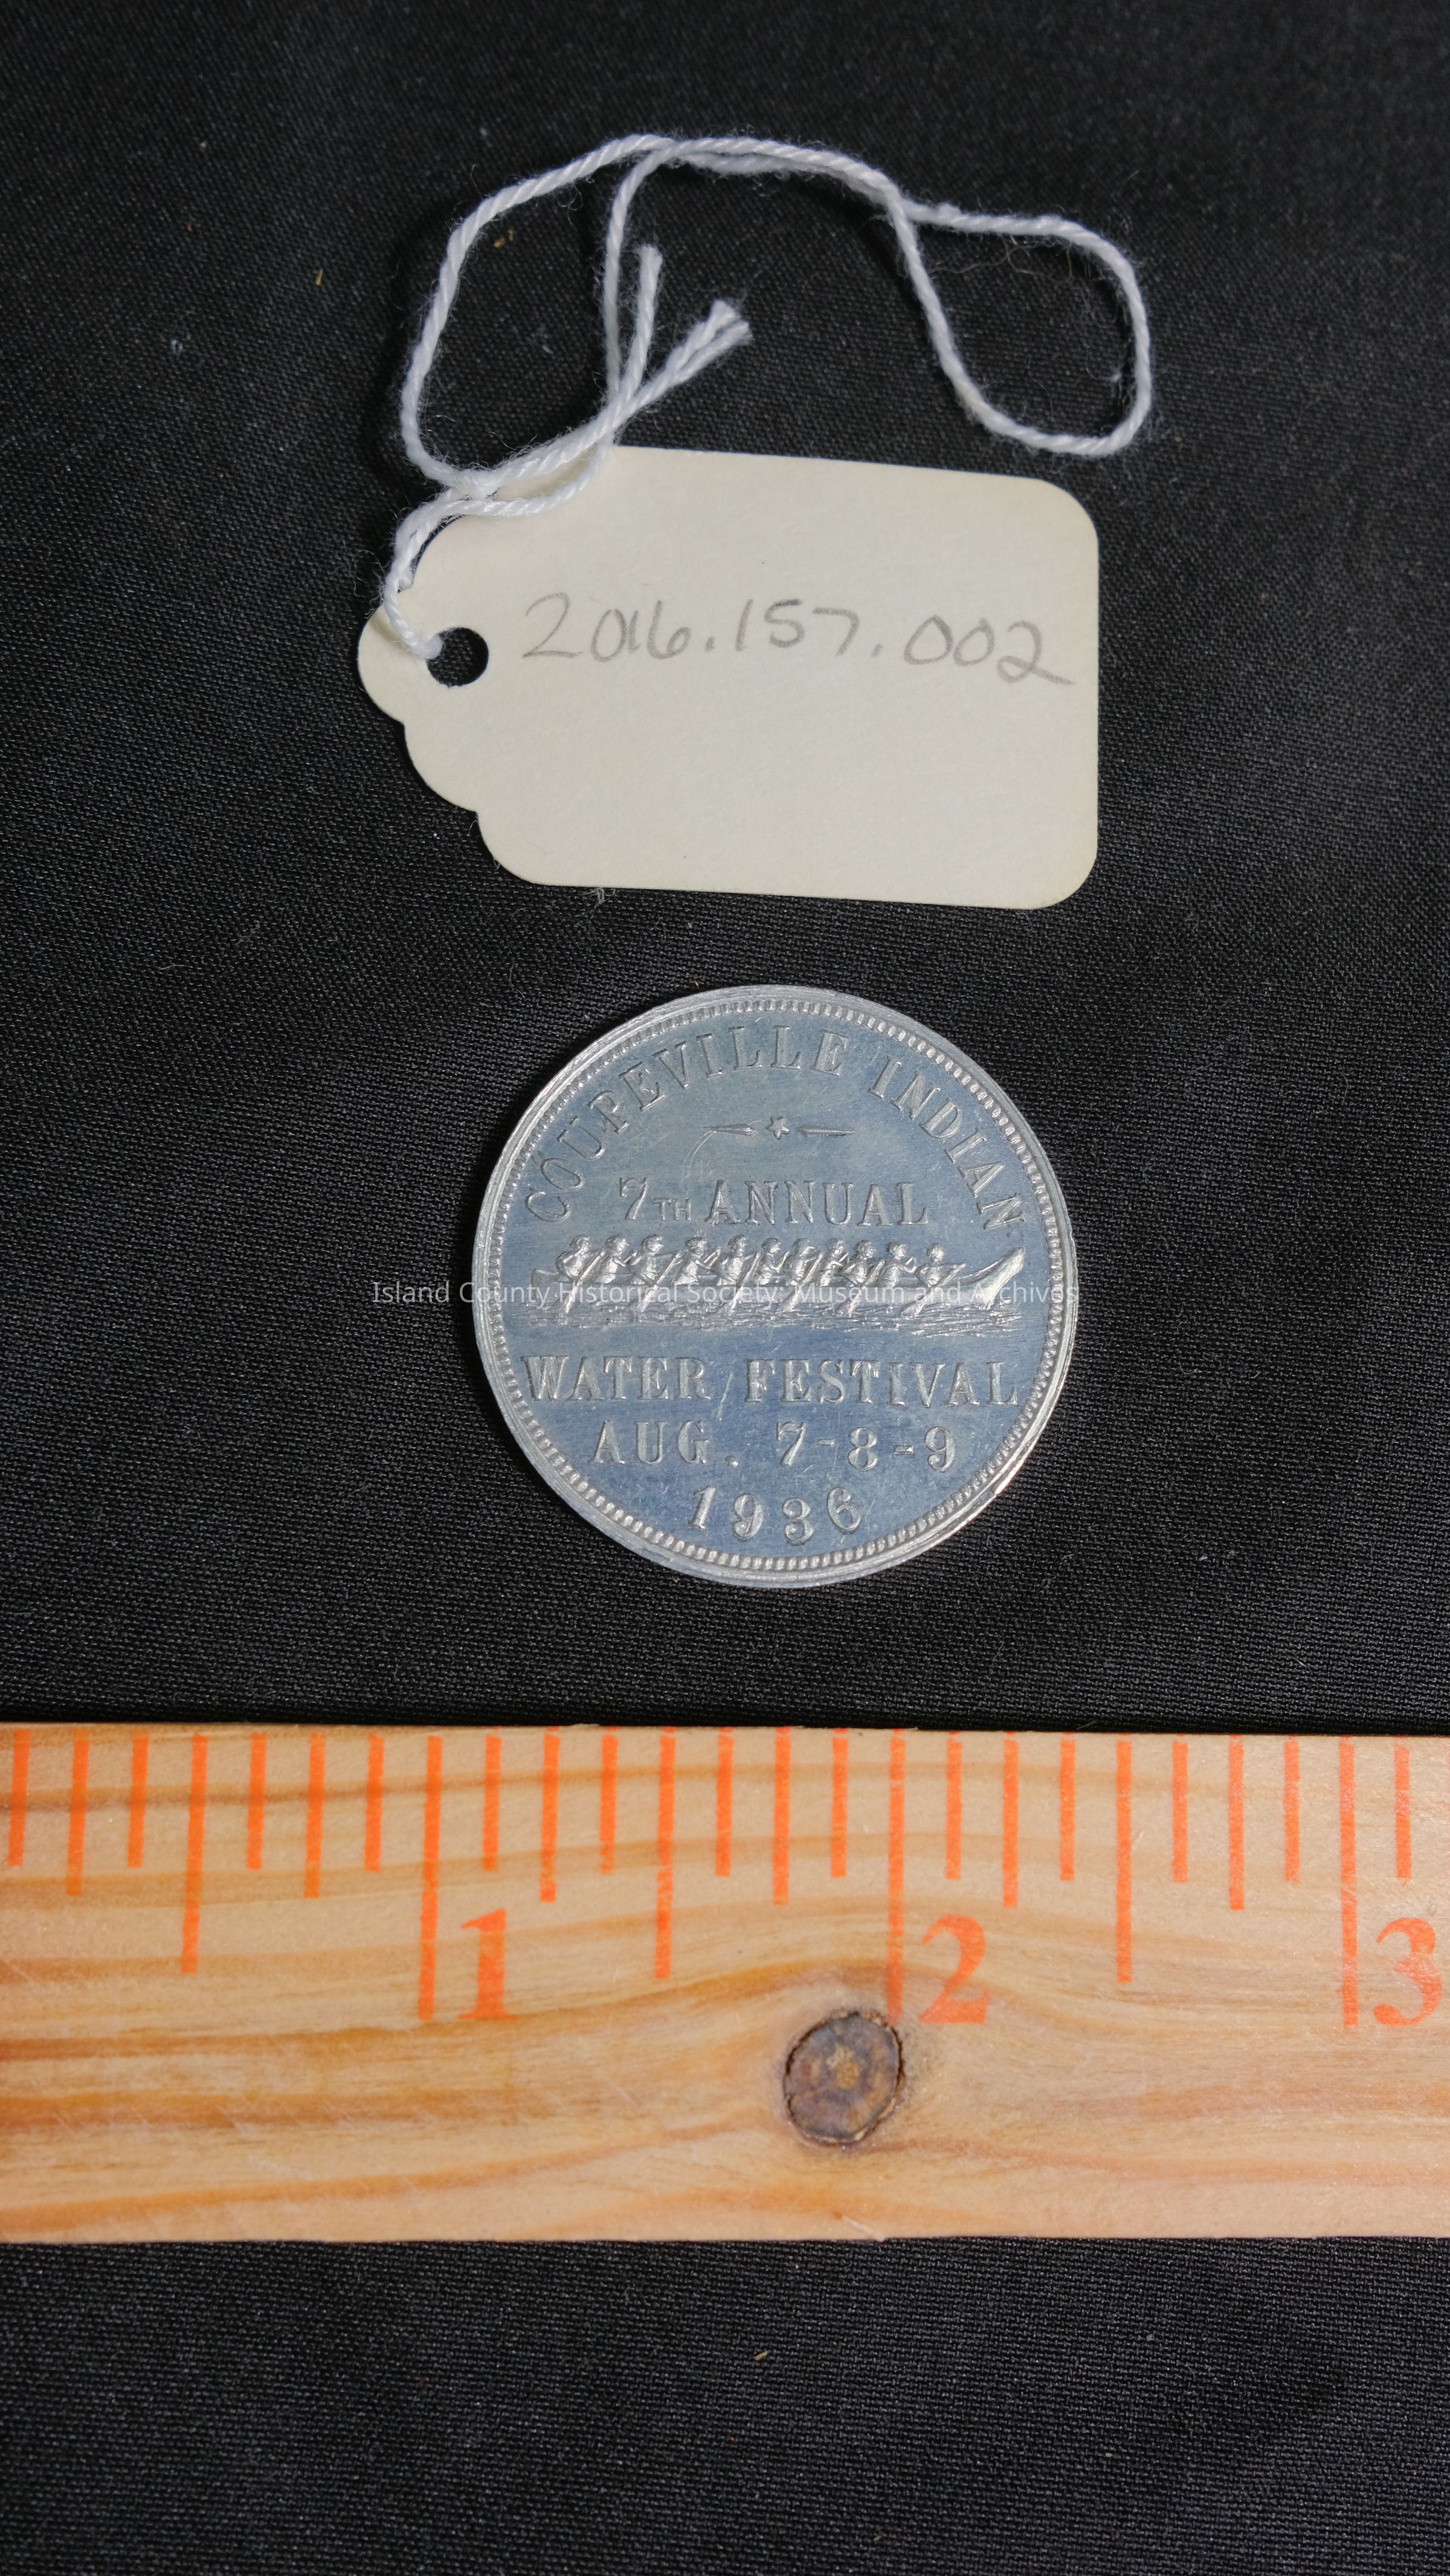 2016.157.002
COUPEVILLE INDIAN
7TH ANNUAL
Island County Historical Society: Museum and Archives
WATER FESTIVAL
AUG. 7-8-9
1936
1 2 3